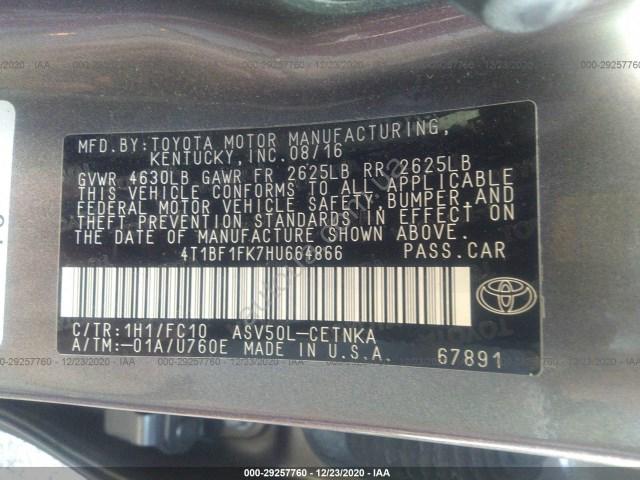 MFD.BY:TOYOTA MOTOR MANUFACTURING,
KENTUCKY,INC.08/16
GVWR 4630LB GAWR FR 2625LB RR 2625LB
THIS VEHICLE CONFORMS TO ALL APPLICABLE
FEDERAL MOTOR VEHICLE SAFETY,BUMPER,AND
THEFT PREVENTION STANDARDS IN EFFECT ON
THE DATE OF MANUFACTURE SHOWN ABOVE.
4T1BF1FK7HU664866 PASS.CAR
C/TR:1H1/FC10 ASV50L-CETNKA
A/TM:-01A/U760E MADE IN U.S.A.
67891
TOYOTA
000-29257760 - 12/23/2020 - IAA